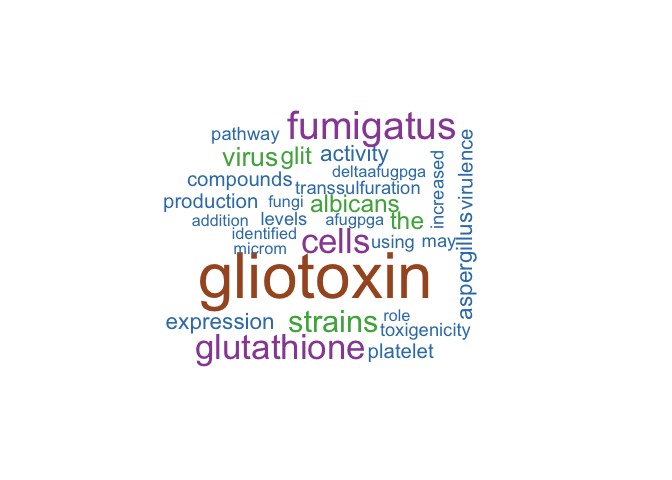 fumigatus
pathway
virus glit activity
deltaafugpga
compounds transsulfuration
production fungi albicans
addition levels afugpga the
identified cells using may
microm
increased
virulence
aspergillus
gliotoxin
expression strains role
toxigenicity
glutathione platelet